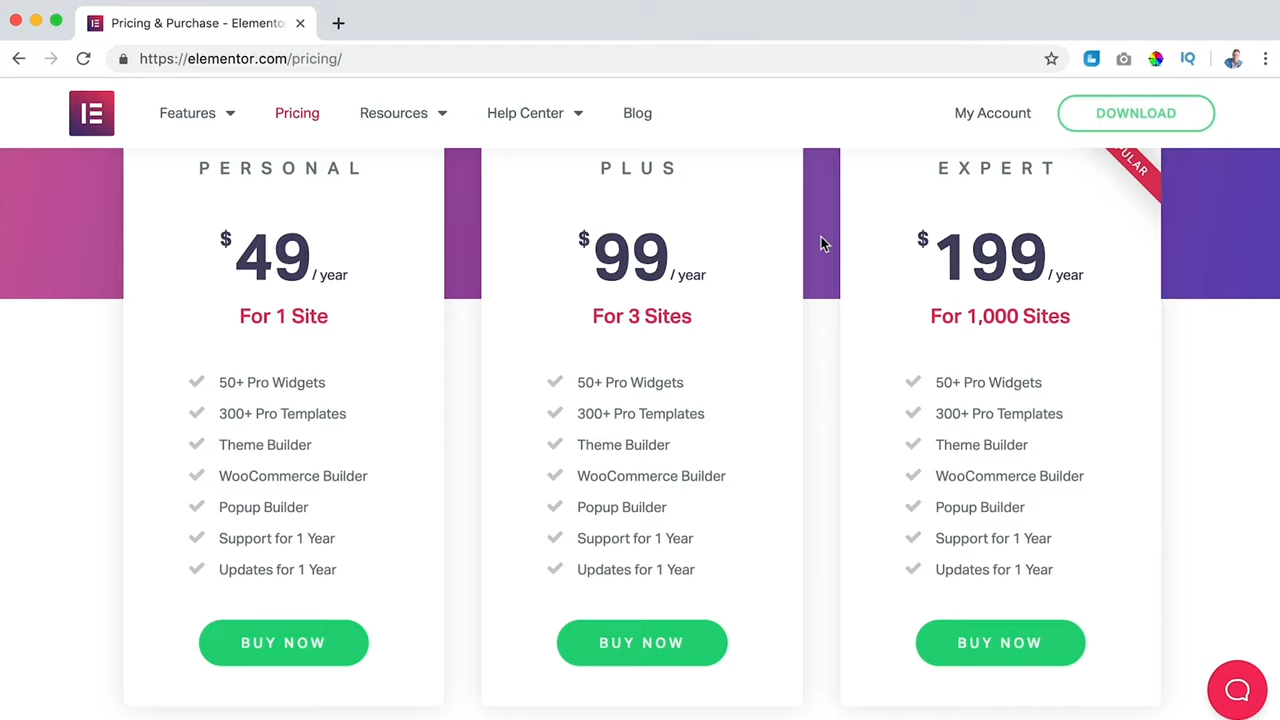 Pricing & Purchase - Elemento
https://elementor.com/pricing/
IQ
Features
Pricing
Resources
Help Center
Blog
My Account
DOWNLOAD
PERSONAL
$49/ year
For 1 Site
50+ Pro Widgets
300+ Pro Templates
Theme Builder
WooCommerce Builder
Popup Builder
Support for 1 Year
Updates for 1 Year
BUY NOW
PLUS
$99/ year
For 3 Sites
50+ Pro Widgets
300+ Pro Templates
Theme Builder
WooCommerce Builder
Popup Builder
Support for 1 Year
Updates for 1 Year
BUY NOW
PULAR
EXPERT
$199/ year
For 1,000 Sites
50+ Pro Widgets
300+ Pro Templates
Theme Builder
WooCommerce Builder
Popup Builder
Support for 1 Year
Updates for 1 Year
BUY NOW